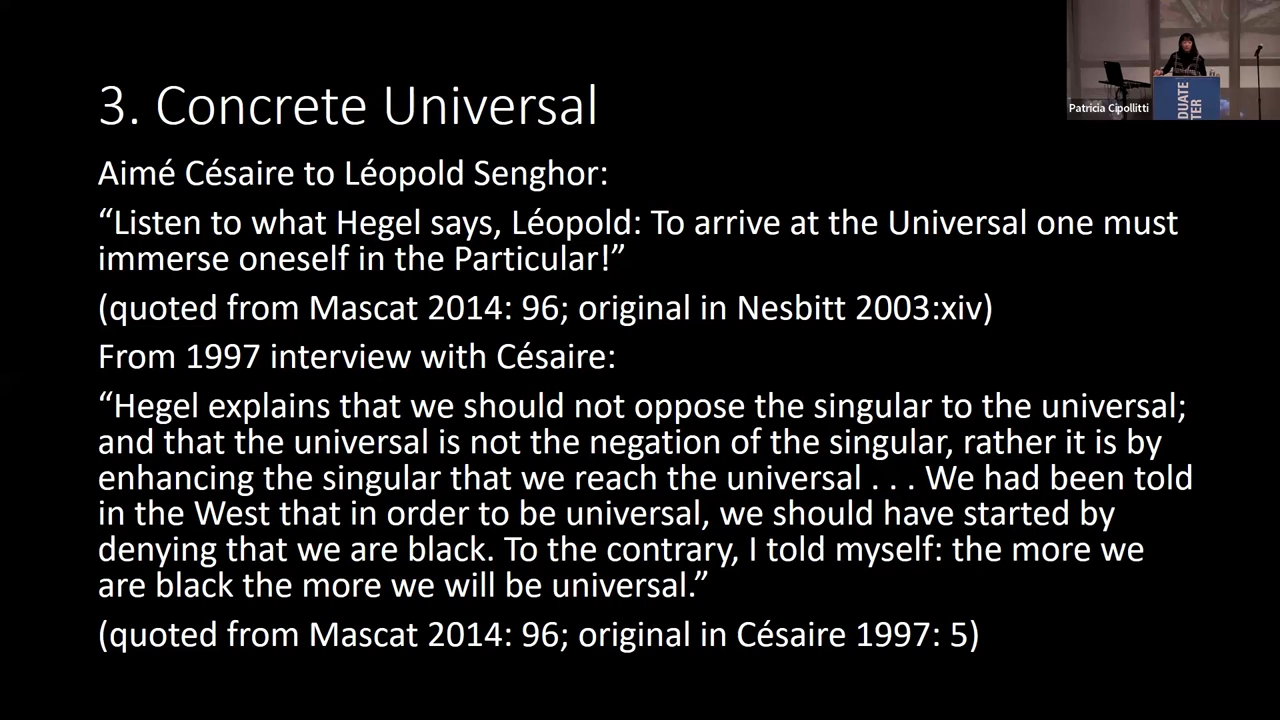 3. Concrete Universal
Aimé Césaire to Léopold Senghor:
“Listen to what Hegel says, Léopold: To arrive at the Universal one must
immerse oneself in the Particular!”
(quoted from Mascat 2014: 96; original in Nesbitt 2003:xiv)
From 1997 interview with Césaire:
“Hegel explains that we should not oppose the singular to the universal;
and that the universal is not the negation of the singular, rather it is by
enhancing the singular that we reach the universal . . . We had been told
in the West that in order to be universal, we should have started by
denying that we are black. To the contrary, I told myself: the more we
are black the more we will be universal.”
(quoted from Mascat 2014: 96; original in Césaire 1997: 5)
Patricia Cipollitti
DUATE
TER